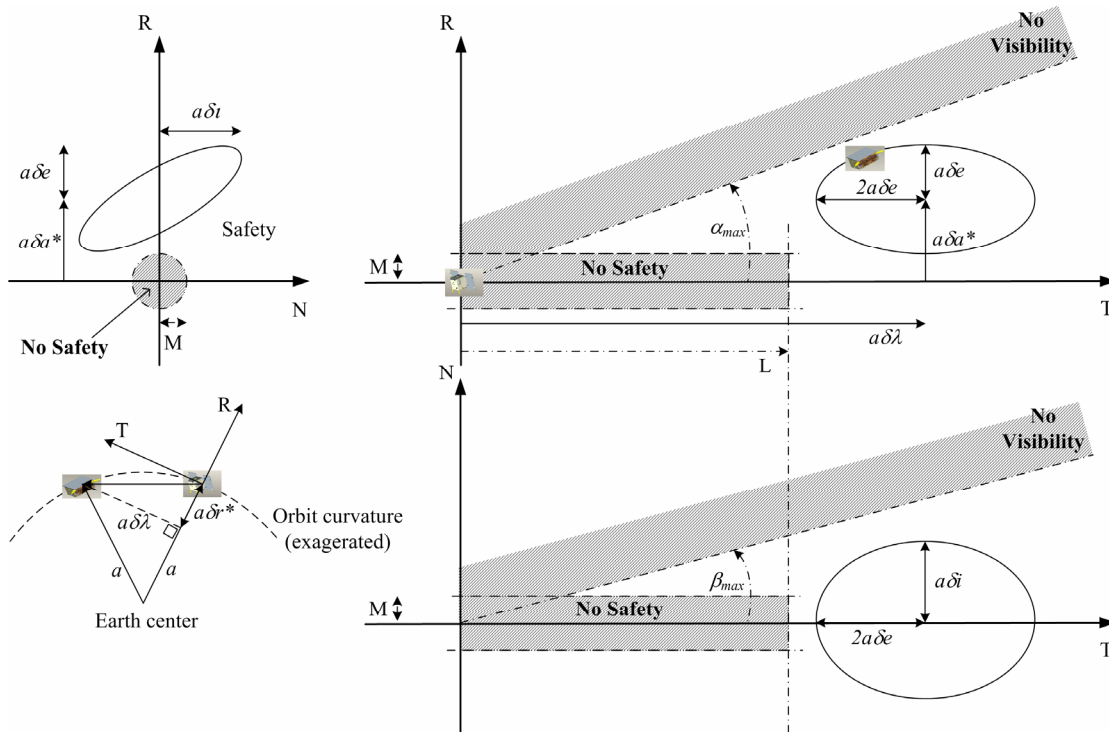 R
aδι
aδe
aδa*
Safety
N
No Safety
M
R
No
Visibility
aδe
2aδe
α_max
aδa*
M
No Safety
T
aδλ
L
R
T
aδλ
aδr*
Orbit curvature
(exagerated)
a
a
Earth center
N
No
Visibility
β_max
aδi
M
No Safety
2aδe
T